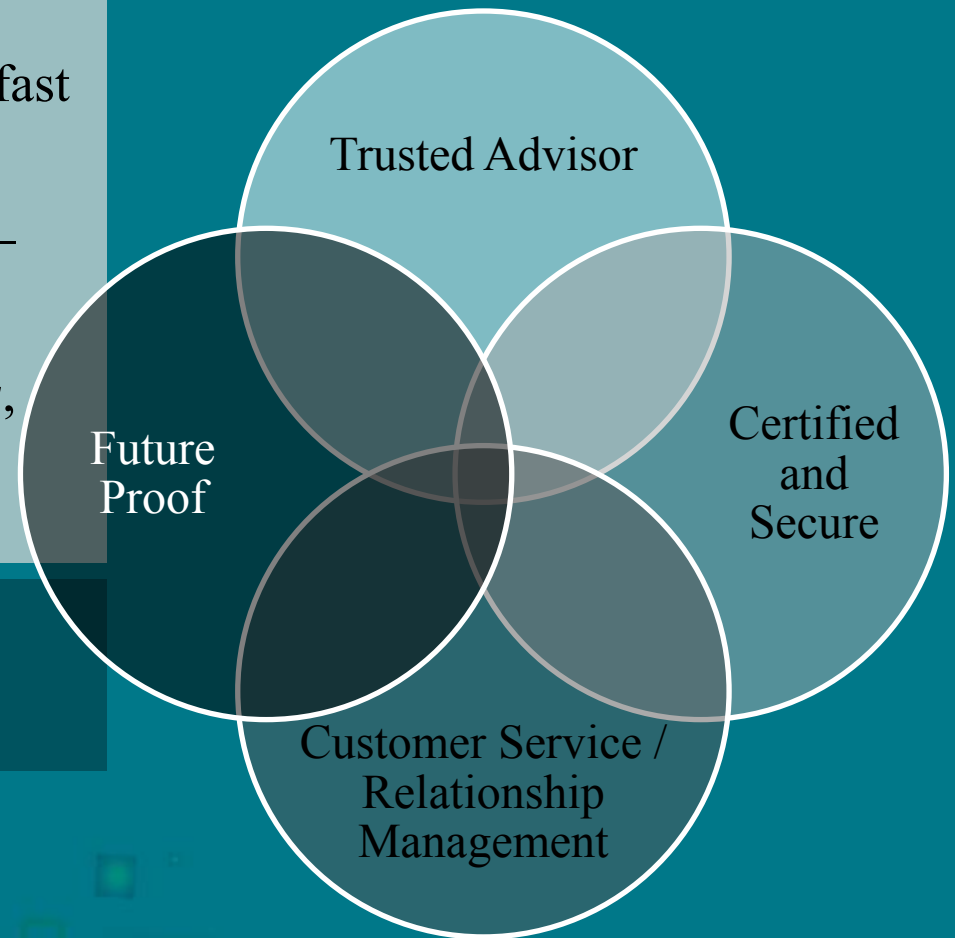 fast
–
,
Trusted Advisor
Future
Proof
Certified
and
Secure
Customer Service /
Relationship
Management